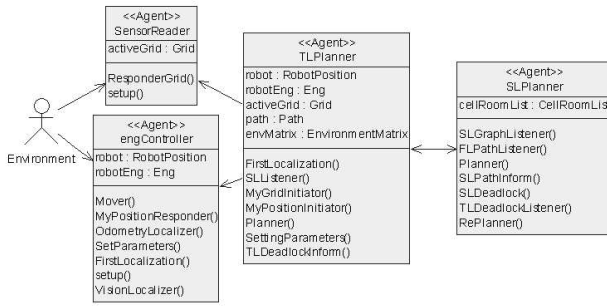 <<Agent>>
SensorReader
activeGrid : Grid
ResponderGrid()
setup()
Environment
<<Agent>>
engController
robot : RobotPosition
robotEng : Eng
Mover()
MyPositionResponder()
OdometryLocalizer()
SetParameters()
FirstLocalization()
setup()
VisionLocalizer()
<<Agent>>
TLPlanner
robot : RobotPosition
robotEng : Eng
activeGrid : Grid
path : Path
envMatrix : EnvironmentMatrix
FirstLocalization()
SLListener()
MyGridInitiator()
MyPositionInitiator()
Planner()
SettingParameters()
TLDeadlockInform()
<<Agent>>
SLPlanner
cellRoomList : CellRoomList
SLGraphListener()
FLPathListener()
Planner()
SLPathInform()
SLDeadlock()
TLDeadlockListener()
RePlanner()